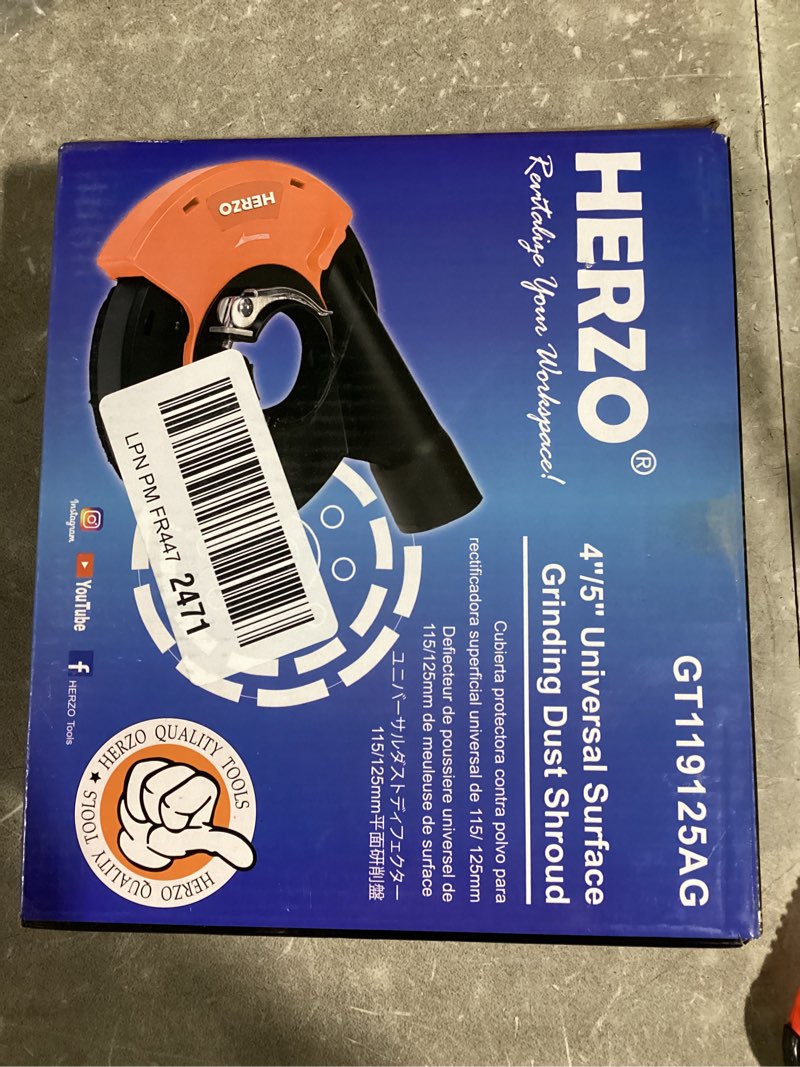 HERZO®
Revitalize Your Workspace!
GT119125AG
4"/5" Universal Surface
Grinding Dust Shroud
Cubierta protectora contra polvo para
rectificadora superficial universal de 115/ 125mm
Deflecteur de poussiere universel de
115/125mm de meuleuse de surface
ユニバーサルダストディフェクター
115/125mm平面研削盤
HERZO
LPN PM FR447 2471
Instagram
YouTube
HERZO Tools
HERZO QUALITY TOOLS
HERZO QUALITY TOOLS